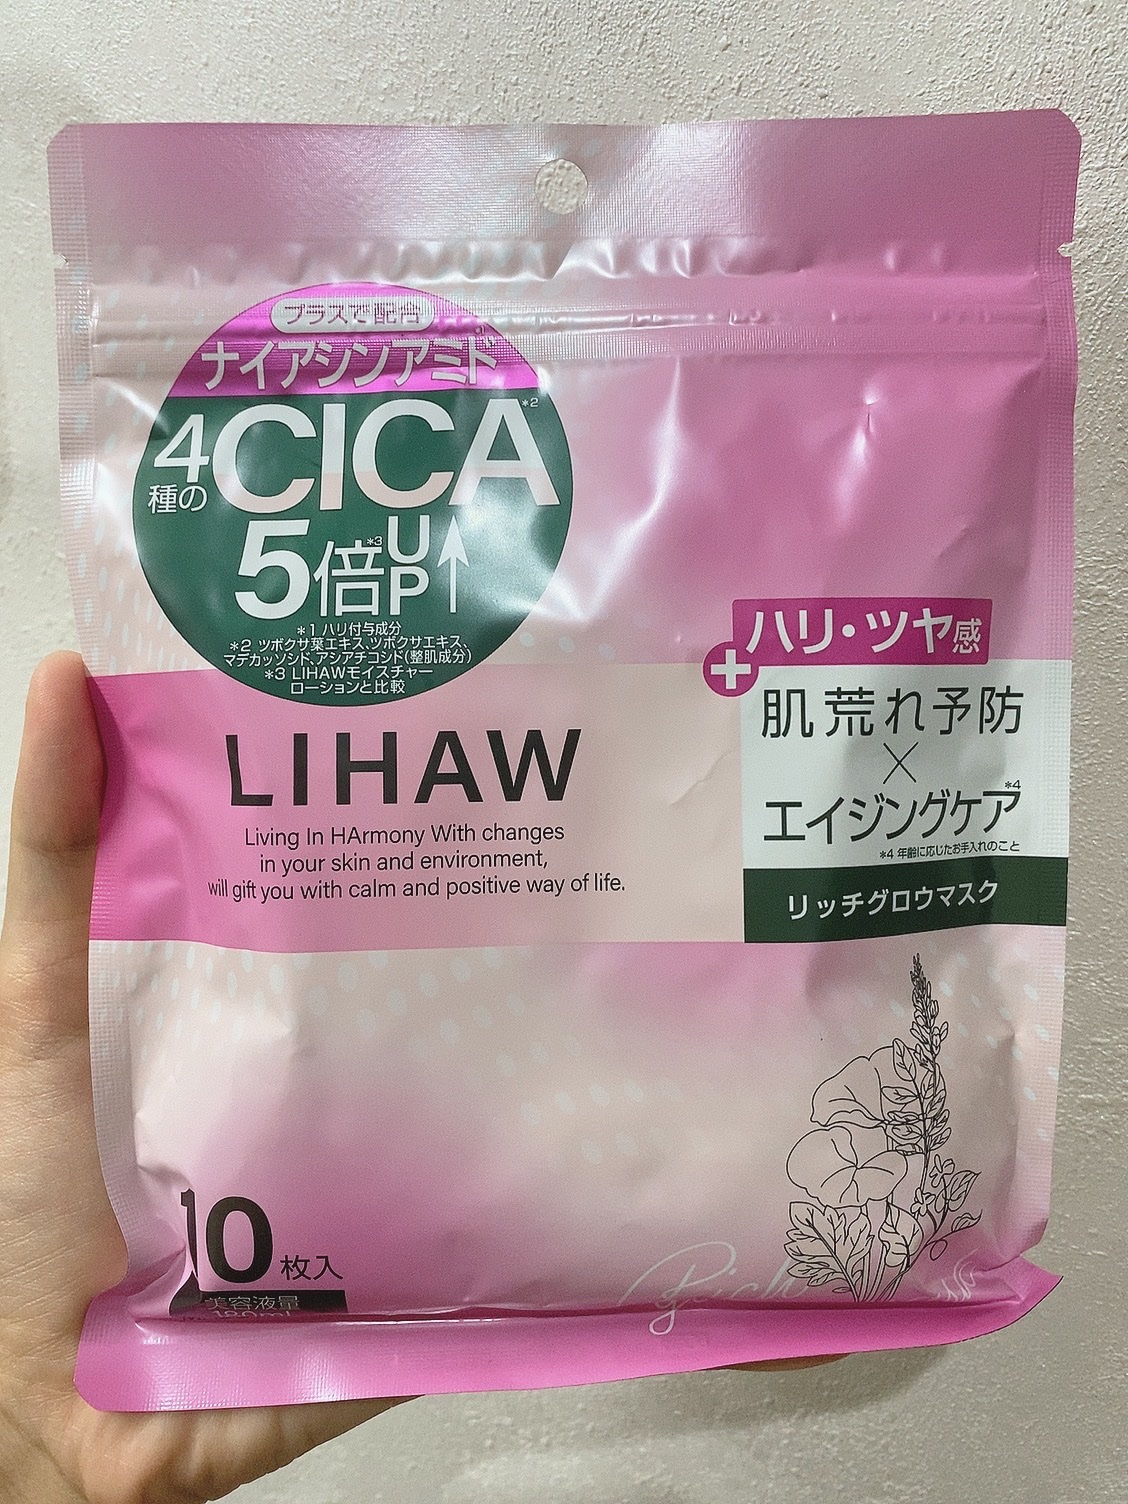 プラスで配合
ナイアシンアミド*1
4種のCICA*2
5倍*3UP↑
*1 ハリ付与成分
*2 ツボクサ葉エキス、ツボクサエキス、
マデカッソシド、アシアチコシド(整肌成分)
*3 LIHAWモイスチャー
ローションと比較
+ハリ・ツヤ感
肌荒れ予防
×
エイジングケア*4
*4 年齢に応じたお手入れのこと
リッチグロウマスク
LIHAW
Living In HArmony With changes
in your skin and environment,
will gift you with calm and positive way of life.
10枚入
美容液量
Rich